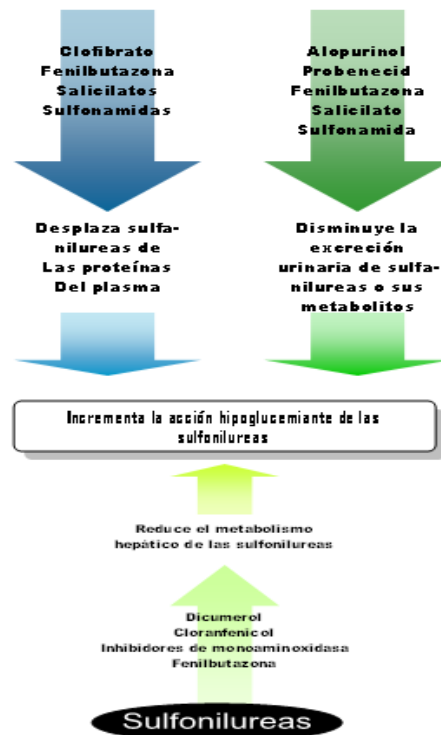 Clofibrato
Fenilbutazona
Salicilatos
Sulfonamidas
Desplaza sulfa-
nilureas de
Las proteínas
Del plasma
Alopurinol
Probenecid
Fenilbutazona
Salicilato
Sulfonamida
Disminuye la
excreción
urinaria de sulfa-
nilureas o sus
metabolitos
Incrementa la acción hipoglucemiante de las
sulfonilureas
Reduce el metabolismo
hepático de las sulfonilureas
Dicumerol
Cloranfenicol
Inhibidores de monoaminoxidasa
Fenilbutazona
Sulfonilureas